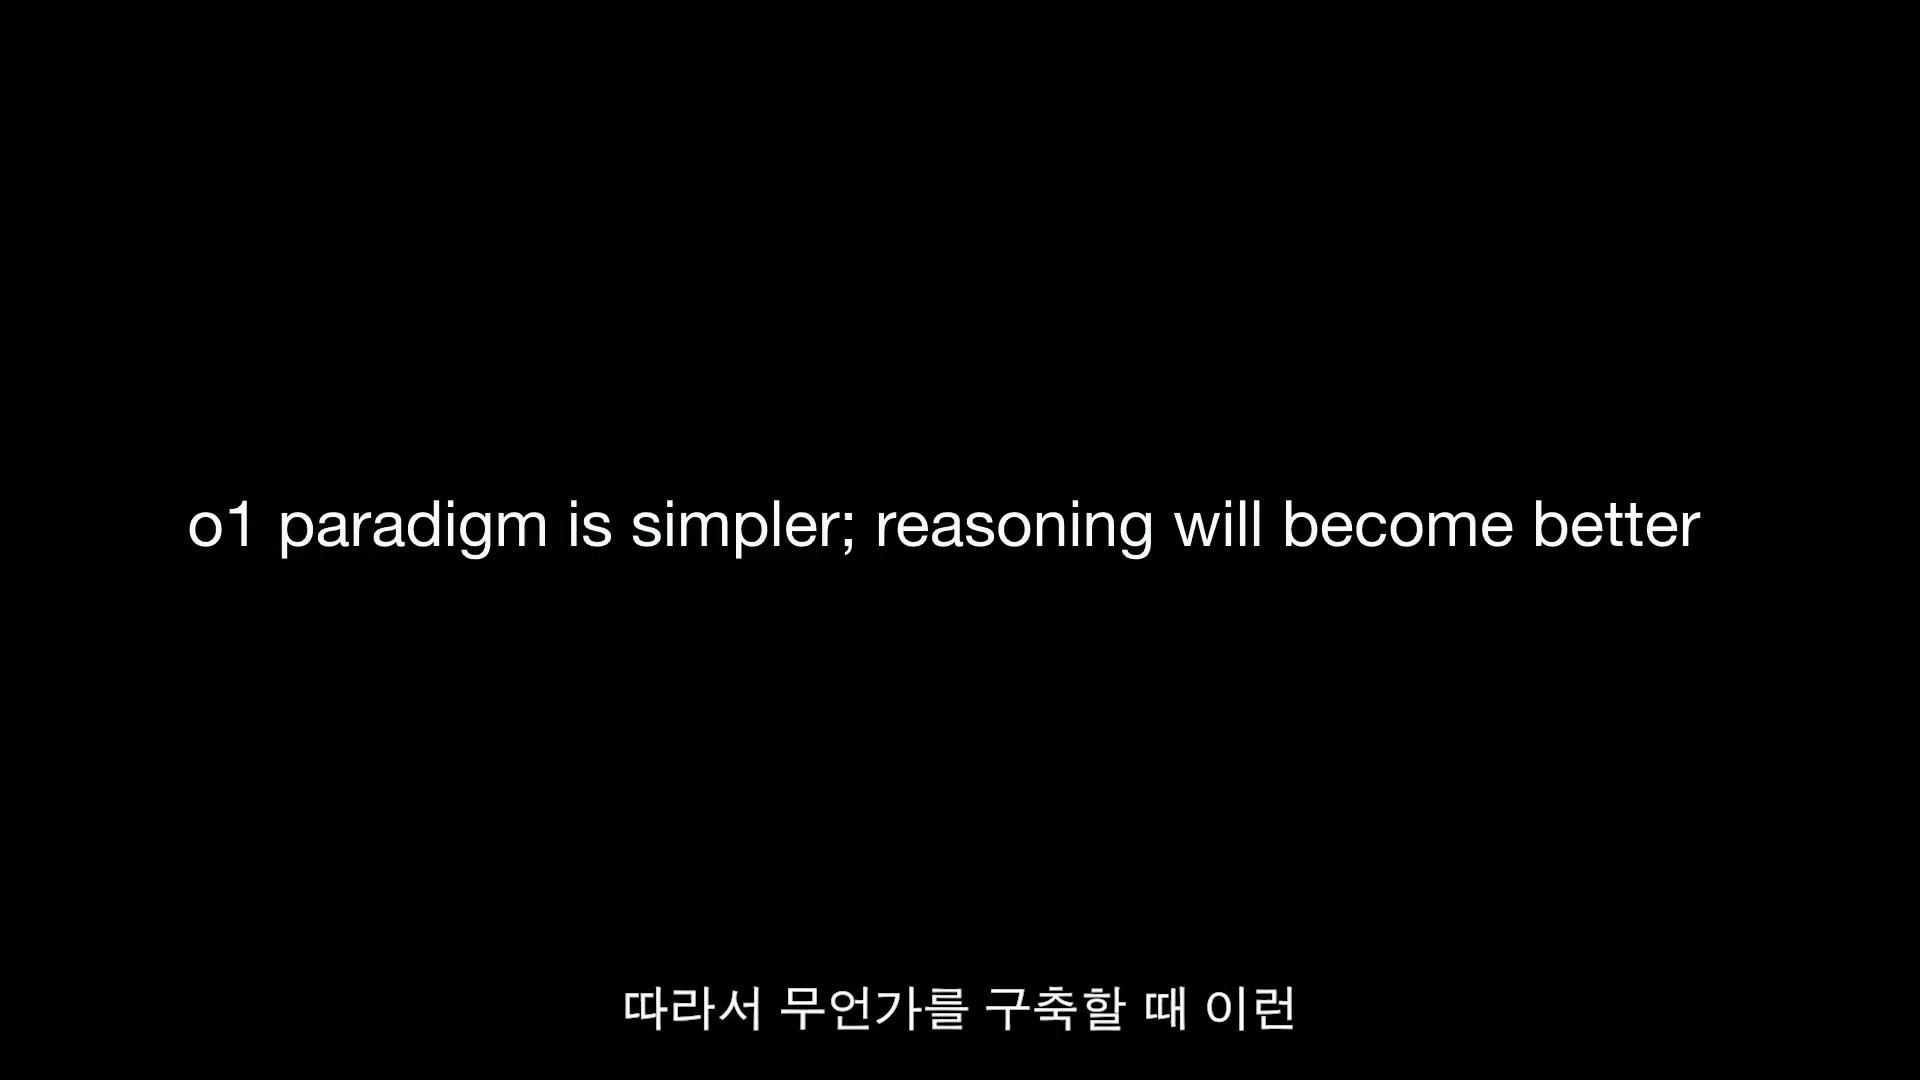 o1 paradigm is simpler; reasoning will become better
따라서 무언가를 구축할 때 이런